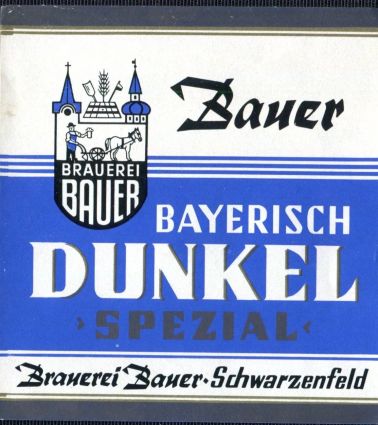 Bauer
BRAUEREI
BAUER
BAYERISCH
DUNKEL
› SPEZIAL ‹
Brauerei Bauer · Schwarzenfeld